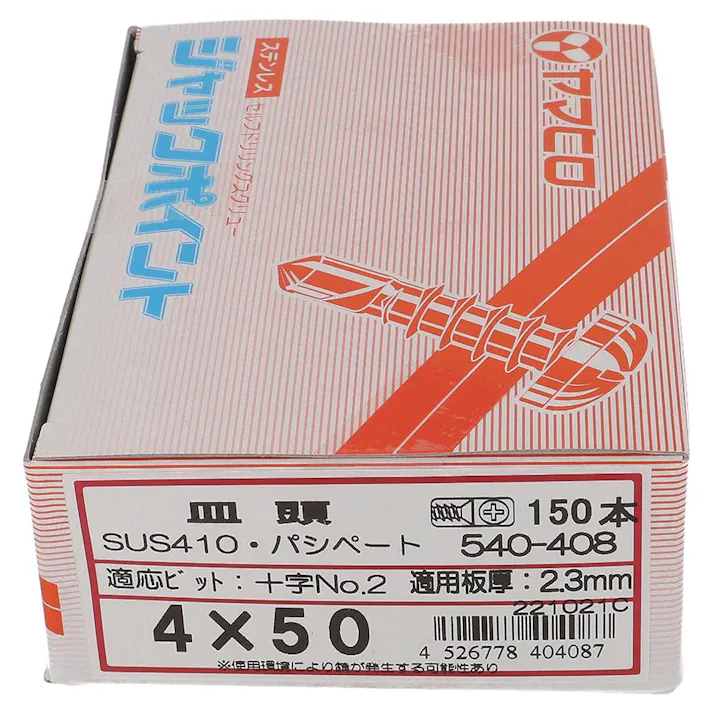 ヤマヒロ
ステンレス
セルフドリリングスクリュー
ジャックポイント
皿頭 150本
SUS410・パシペート 540-408
適応ビット:十字No.2 適用板厚:2.3mm
221021C
4×50
4 526778 404087
※使用環境により錆が発生する可能性あり